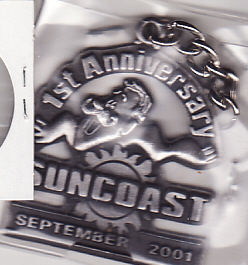 1st Anniversary
SUNCOAST
SEPTEMBER 2001